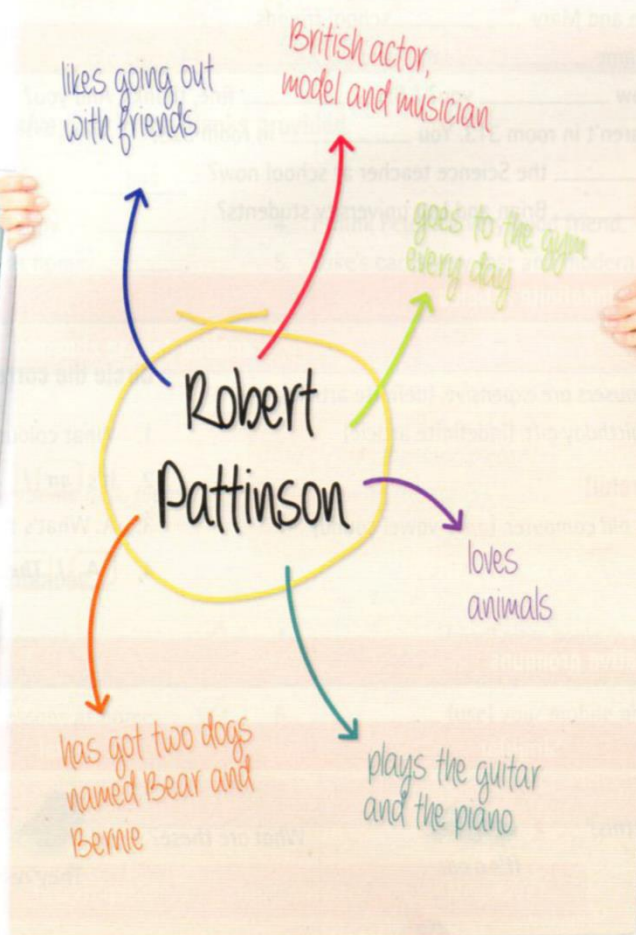 British actor,
model and musician
likes going out
with friends
goes to the gym
every day
Robert
Pattinson
loves
animals
has got two dogs
named Bear and
Bernie
plays the guitar
and the piano